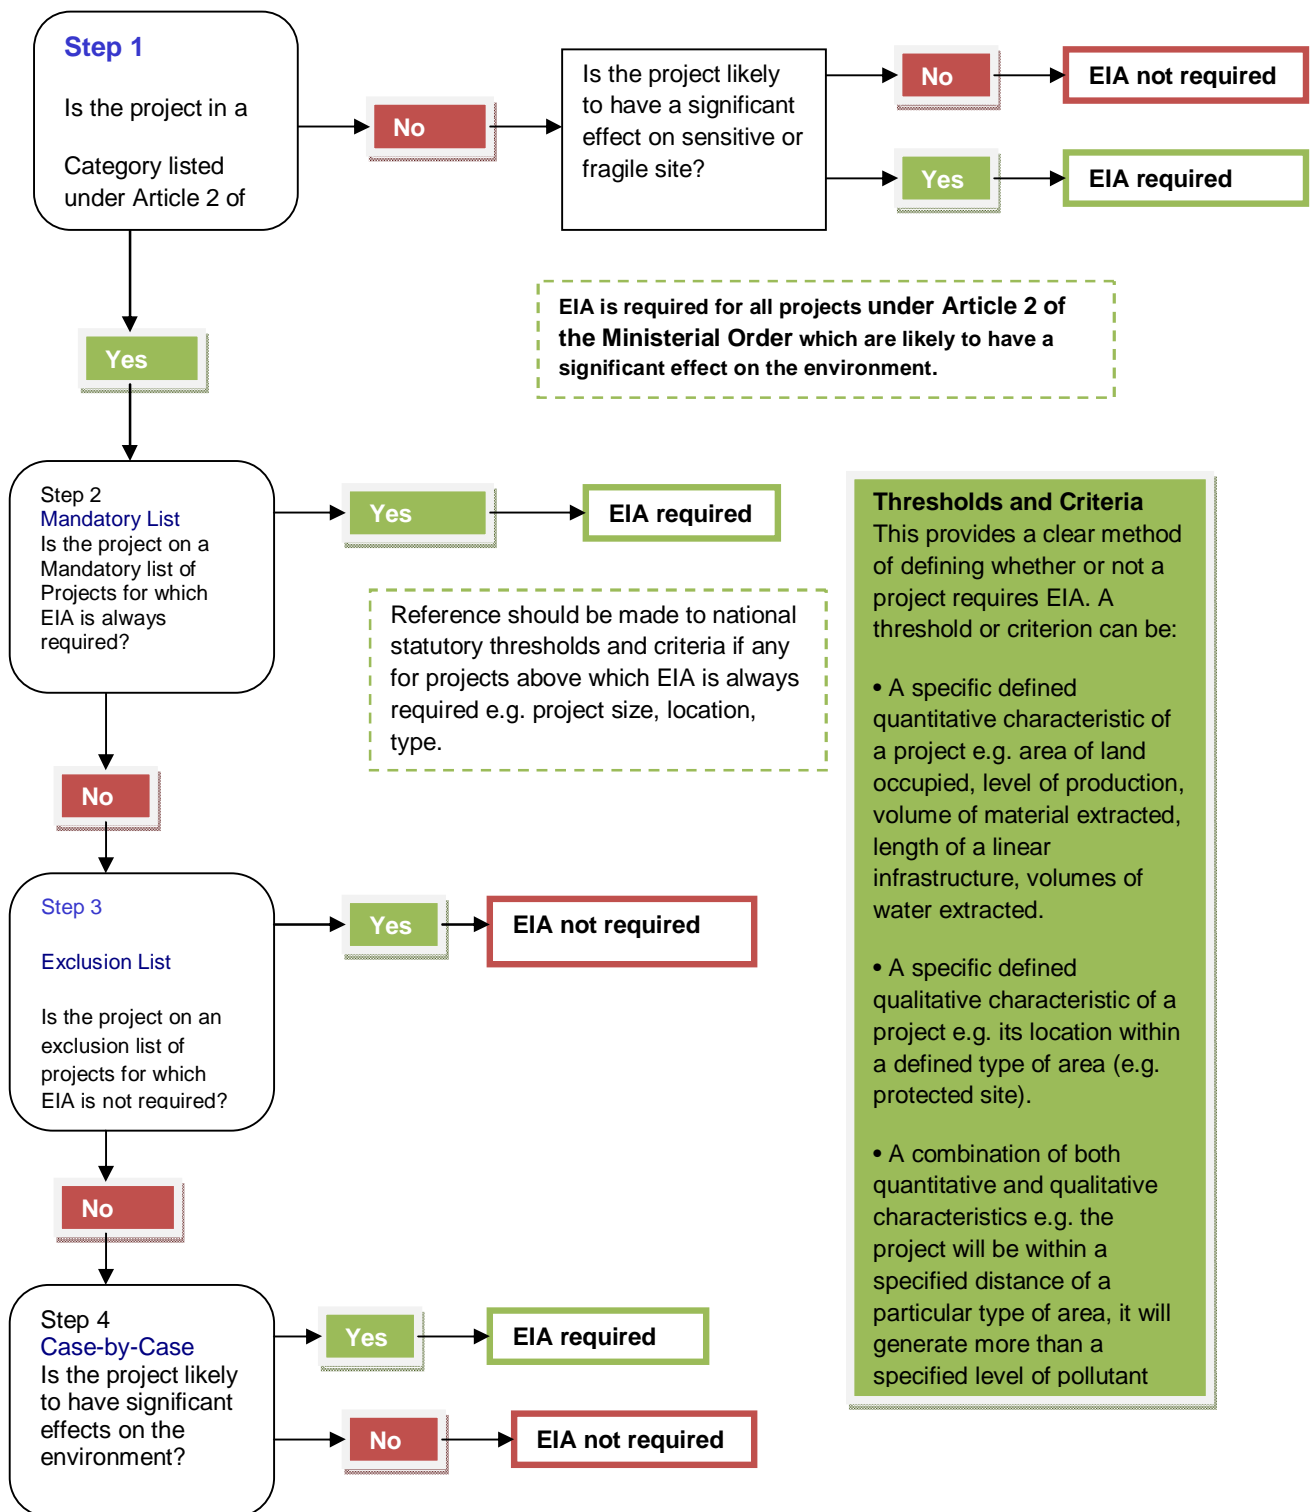 Step 1
Is the project in a
Category listed
under Article 2 of
No
Is the project likely
to have a significant
effect on sensitive or
fragile site?
No
EIA not required
Yes
EIA required
EIA is required for all projects under Article 2 of
the Ministerial Order which are likely to have a
significant effect on the environment.
Yes
Step 2
Mandatory List
Is the project on a
Mandatory list of
Projects for which
EIA is always
required?
Yes
EIA required
Reference should be made to national
statutory thresholds and criteria if any
for projects above which EIA is always
required e.g. project size, location,
type.
No
Step 3
Exclusion List
Is the project on an
exclusion list of
projects for which
EIA is not required?
Yes
EIA not required
No
Step 4
Case-by-Case
Is the project likely
to have significant
effects on the
environment?
Yes
EIA required
No
EIA not required
Thresholds and Criteria
This provides a clear method
of defining whether or not a
project requires EIA. A
threshold or criterion can be:
• A specific defined
quantitative characteristic of
a project e.g. area of land
occupied, level of production,
volume of material extracted,
length of a linear
infrastructure, volumes of
water extracted.
• A specific defined
qualitative characteristic of a
project e.g. its location within
a defined type of area (e.g.
protected site).
• A combination of both
quantitative and qualitative
characteristics e.g. the
project will be within a
specified distance of a
particular type of area, it will
generate more than a
specified level of pollutant